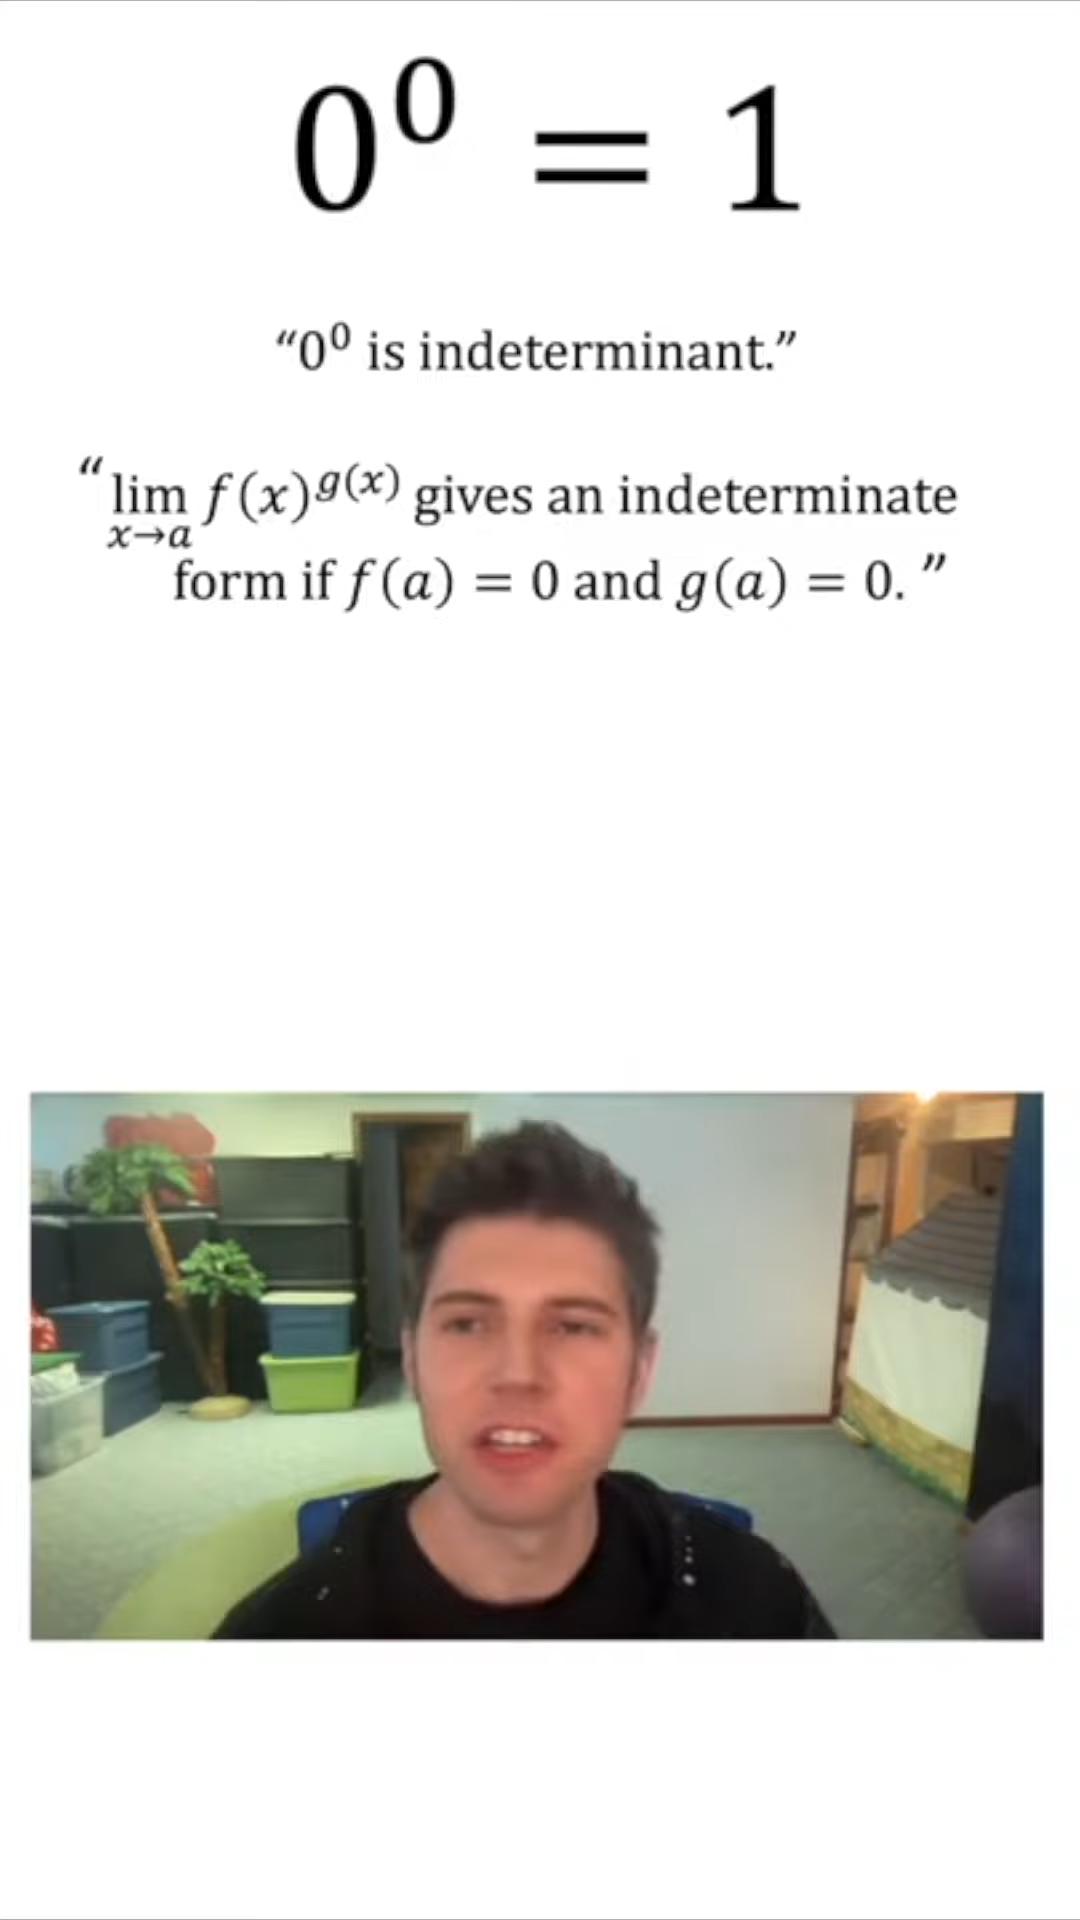 0⁰ = 1
“0⁰ is indeterminant.”
“lim x→a f(x)^g(x) gives an indeterminate
form if f(a) = 0 and g(a) = 0.”